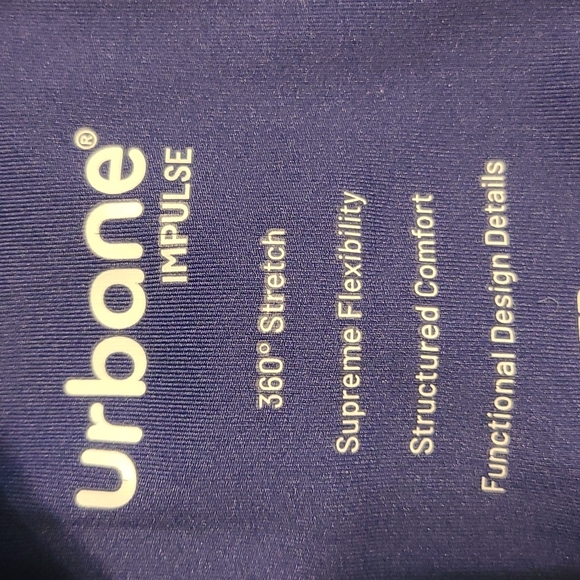 urbane®
IMPULSE
360° Stretch
Supreme Flexibility
Structured Comfort
Functional Design Details